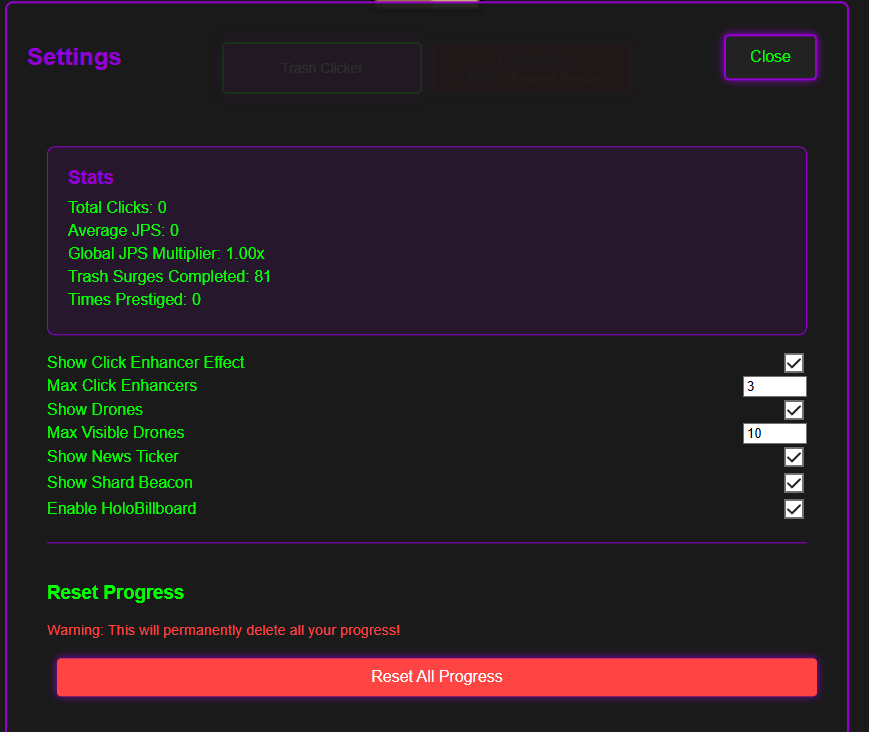 Settings
Trash Clicker
Close
Stats
Total Clicks: 0
Average JPS: 0
Global JPS Multiplier: 1.00x
Trash Surges Completed: 81
Times Prestiged: 0
Show Click Enhancer Effect
Max Click Enhancers 3
Show Drones
Max Visible Drones 10
Show News Ticker
Show Shard Beacon
Enable HoloBillboard
Reset Progress
Warning: This will permanently delete all your progress!
Reset All Progress